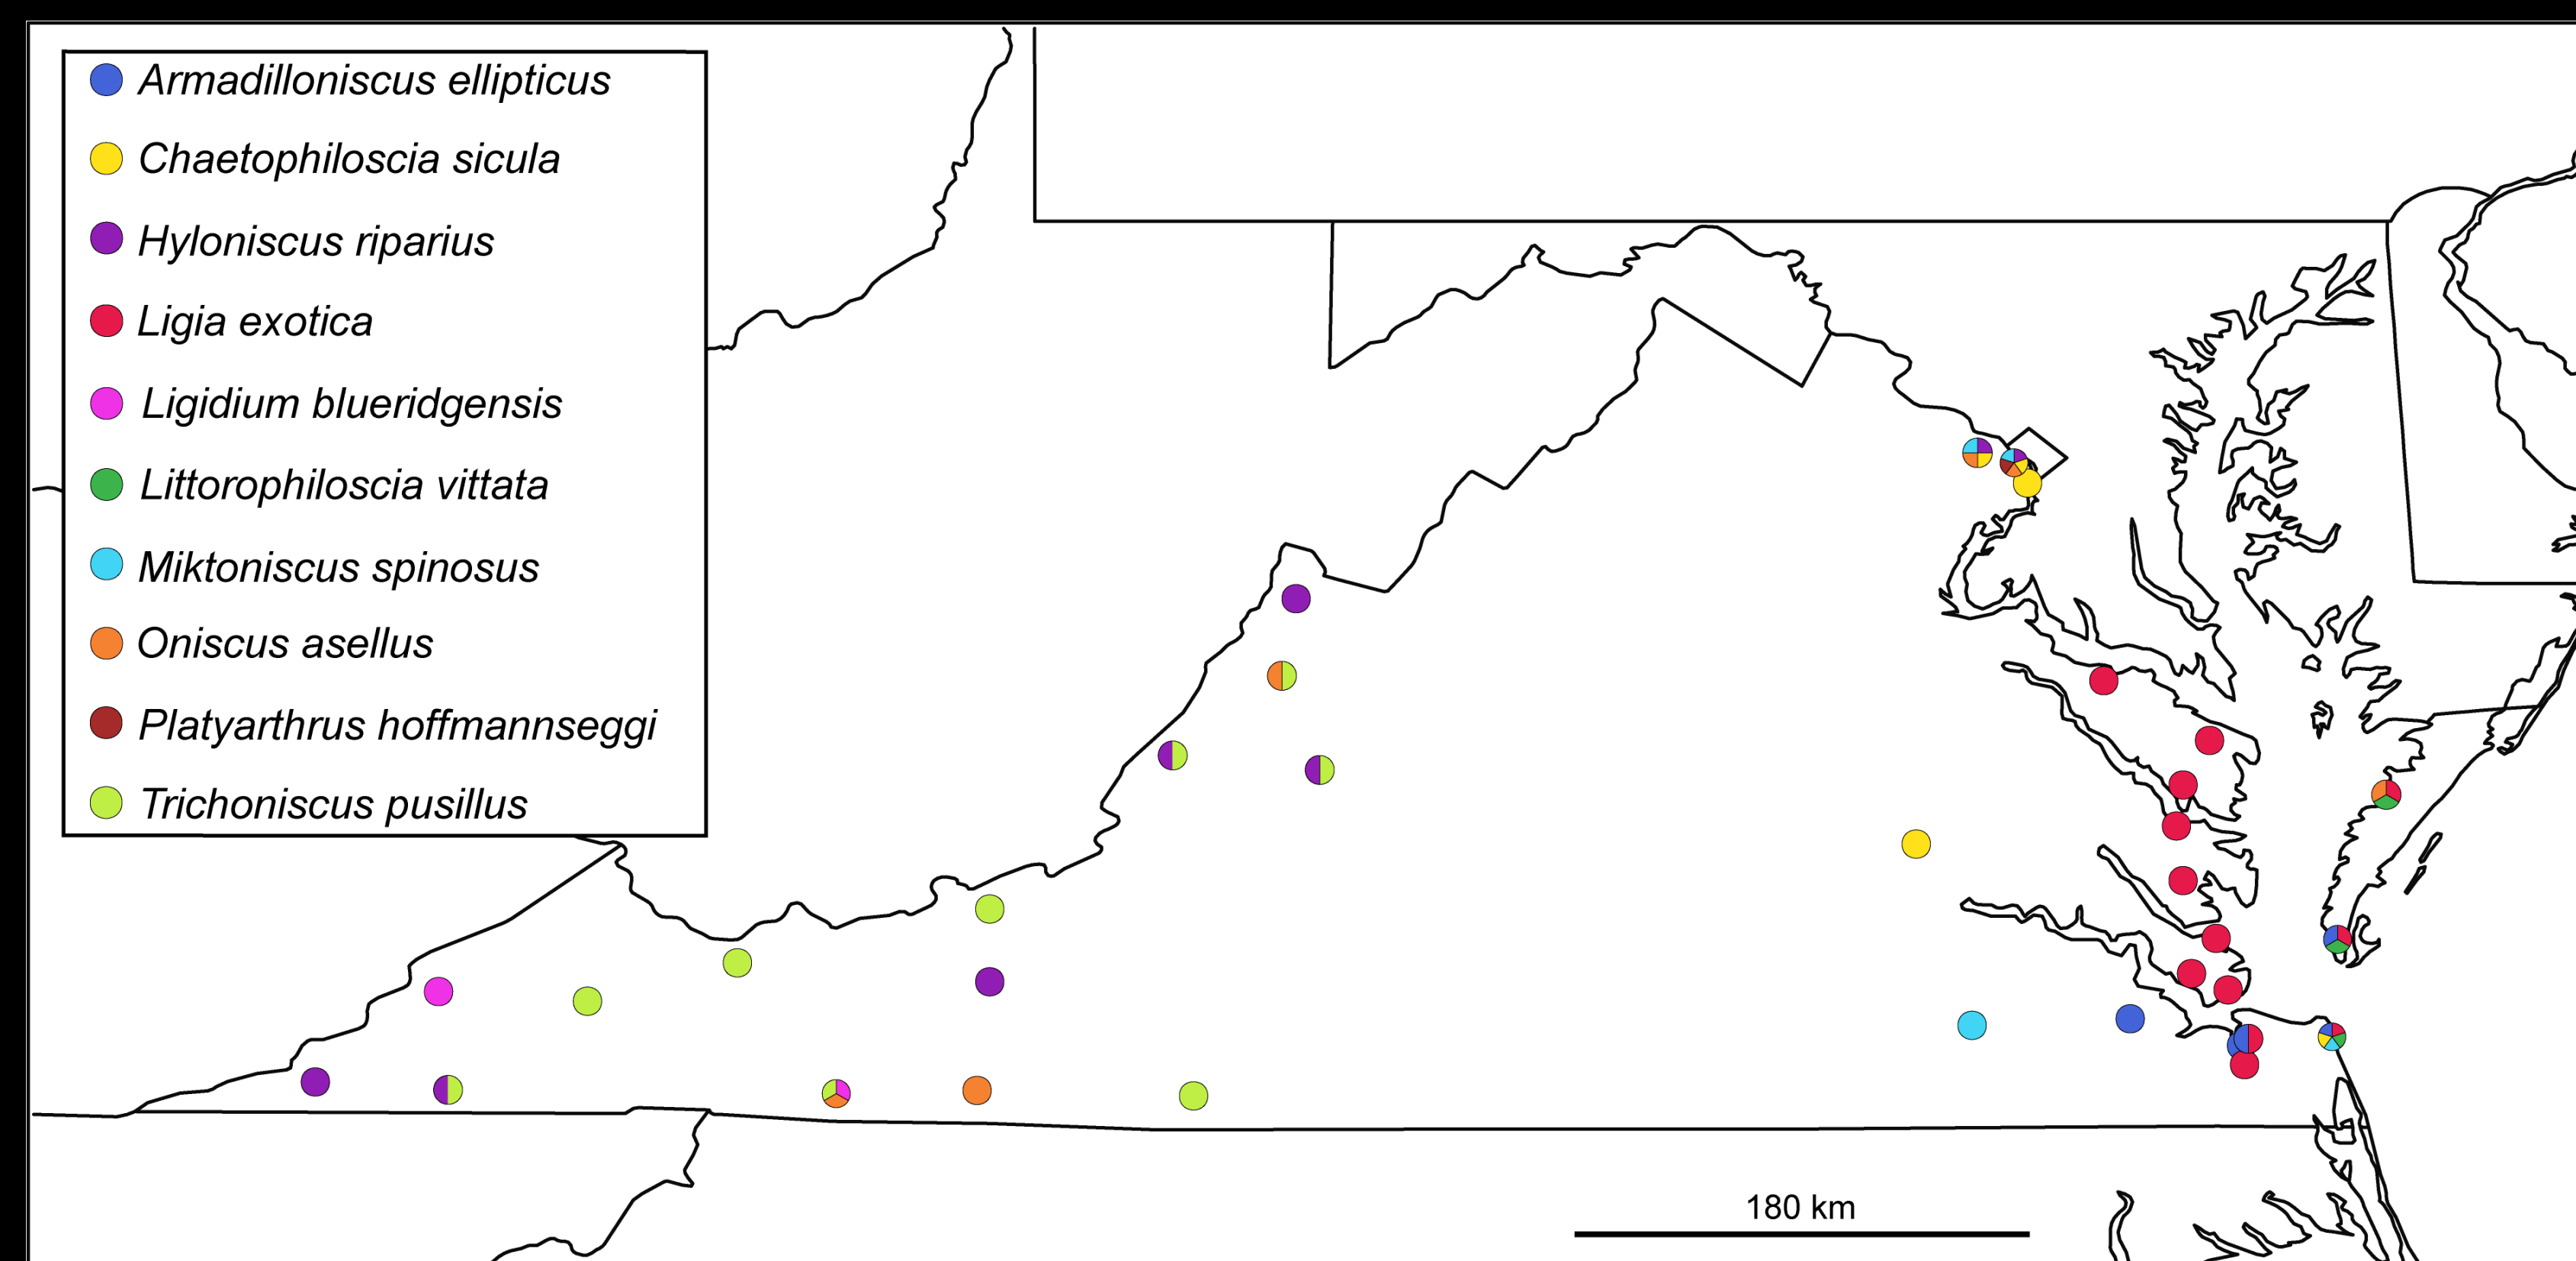 Armadilloniscus ellipticus
Chaetophiloscia sicula
Hyloniscus riparius
Ligia exotica
Ligidium blueridgensis
Littorophiloscia vittata
Miktoniscus spinosus
Oniscus asellus
Platyarthrus hoffmannseggi
Trichoniscus pusillus
180 km